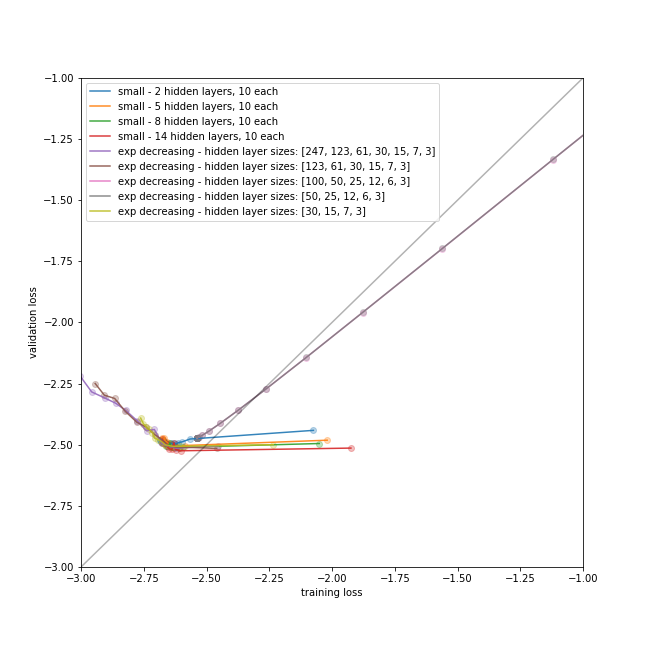 −1.00
−1.25
−1.50
−1.75
−2.00
−2.25
−2.50
−2.75
−3.00
validation loss
small - 2 hidden layers, 10 each
small - 5 hidden layers, 10 each
small - 8 hidden layers, 10 each
small - 14 hidden layers, 10 each
exp decreasing - hidden layer sizes: [247, 123, 61, 30, 15, 7, 3]
exp decreasing - hidden layer sizes: [123, 61, 30, 15, 7, 3]
exp decreasing - hidden layer sizes: [100, 50, 25, 12, 6, 3]
exp decreasing - hidden layer sizes: [50, 25, 12, 6, 3]
exp decreasing - hidden layer sizes: [30, 15, 7, 3]
−3.00 −2.75 −2.50 −2.25 −2.00 −1.75 −1.50 −1.25 −1.00
training loss